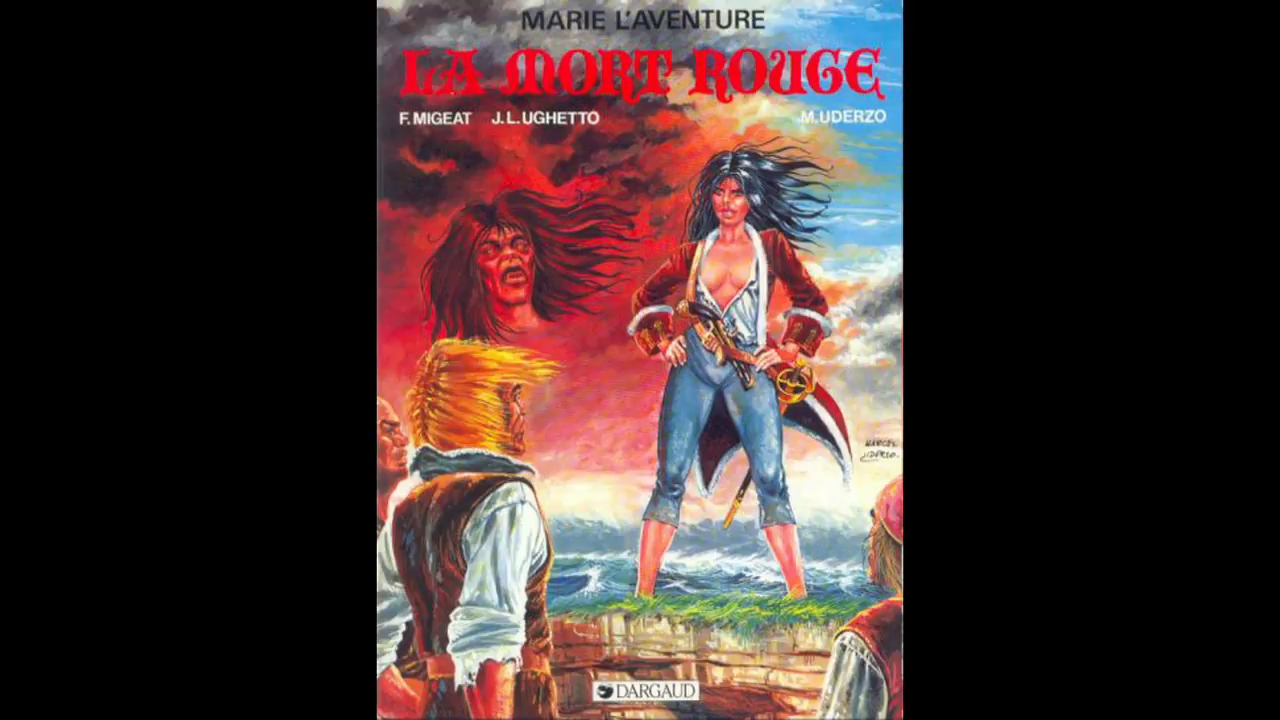 MARIE L'AVENTURE
LA MORT ROUGE
F. MIGEAT J. L. UGHETTO M. UDERZO
MARCEL
UDERZO.
DARGAUD